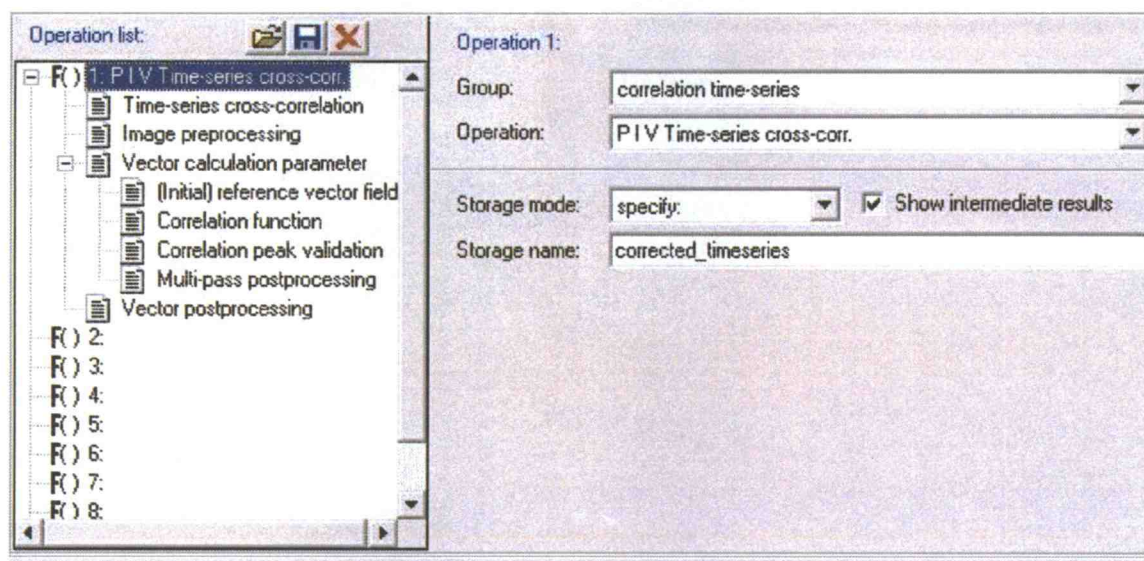 Operation list:
F() 1: P I V Time-series cross-corr.
Time-series cross-correlation
Image preprocessing
Vector calculation parameter
(Initial) reference vector field
Correlation function
Correlation peak validation
Multi-pass postprocessing
Vector postprocessing
F() 2:
F() 3:
F() 4:
F() 5:
F() 6:
F() 7:
F() 8:
Operation 1:
Group: correlation time-series
Operation: P I V Time-series cross-corr.
Storage mode: specify: Show intermediate results
Storage name: corrected_timeseries